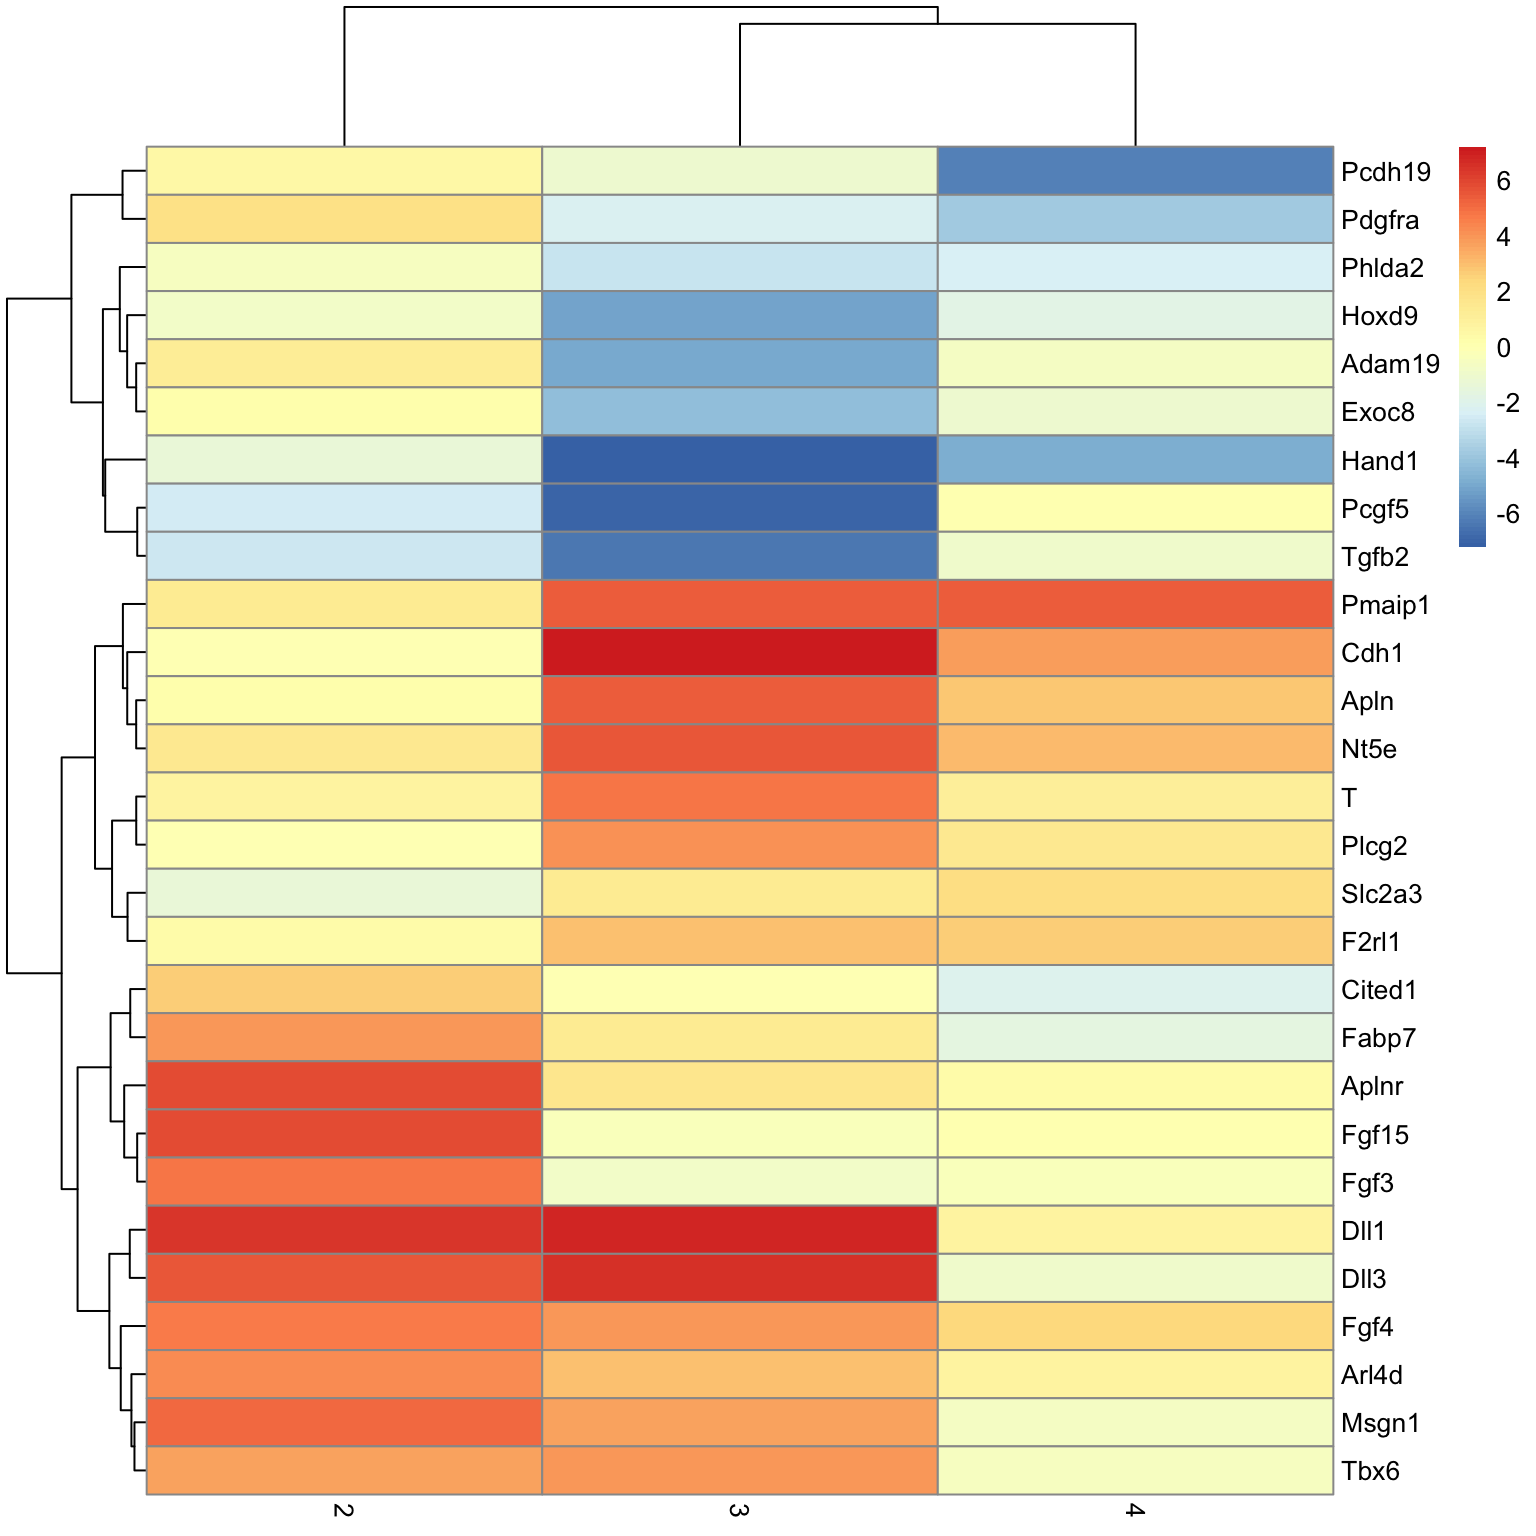 Pcdh19
Pdgfra
Phlda2
Hoxd9
Adam19
Exoc8
Hand1
Pcgf5
Tgfb2
Pmaip1
Cdh1
Apln
Nt5e
T
Plcg2
Slc2a3
F2rl1
Cited1
Fabp7
Aplnr
Fgf15
Fgf3
Dll1
Dll3
Fgf4
Arl4d
Msgn1
Tbx6
2
3
4
6
4
2
0
-2
-4
-6